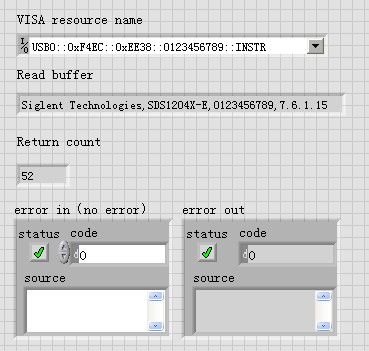 VISA resource name
I/O USB0::0xF4EC::0xEE38::0123456789::INSTR
Read buffer
Siglent Technologies,SDS1204X-E,0123456789,7.6.1.15
Return count
52
error in (no error) error out
status code status code
0 0
source source